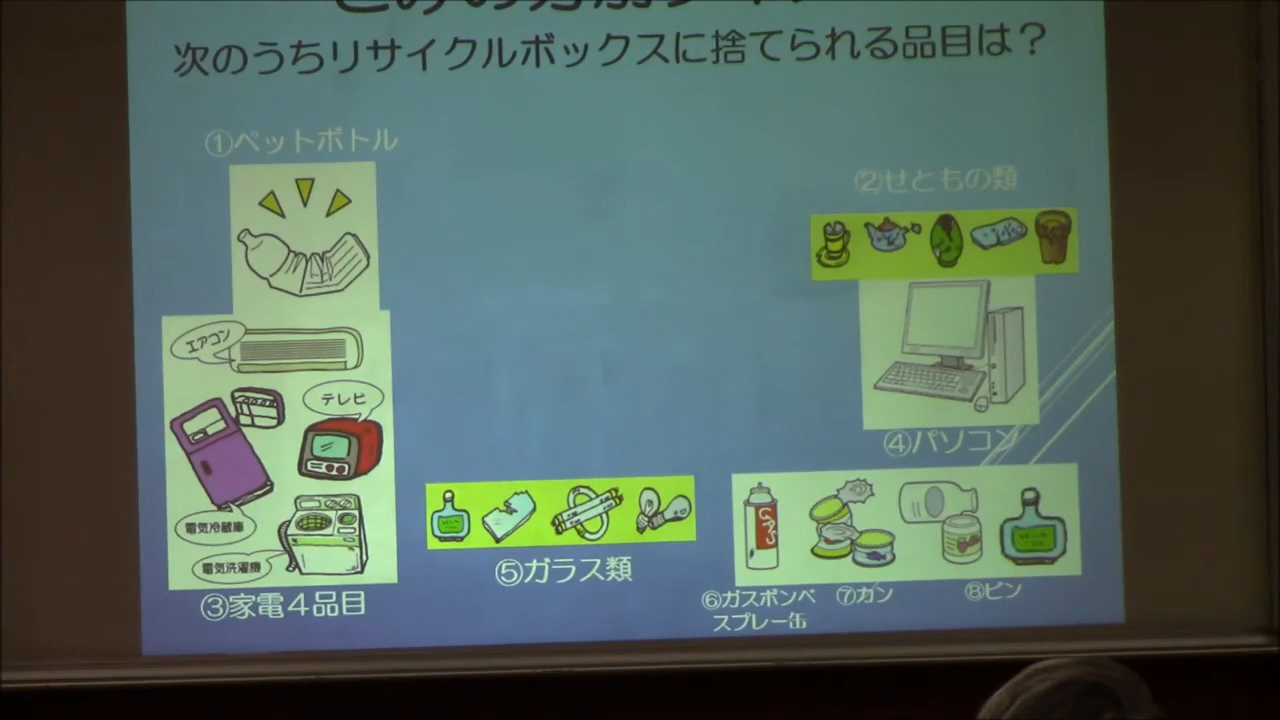 次のうちリサイクルボックスに捨てられる品目は？
①ペットボトル
②せともの類
エアコン
テレビ
電気冷蔵庫
電気洗濯機
③家電４品目
④パソコン
⑤ガラス類
GAS
⑥ガスボンベ
スプレー缶
⑦カン
⑧ビン